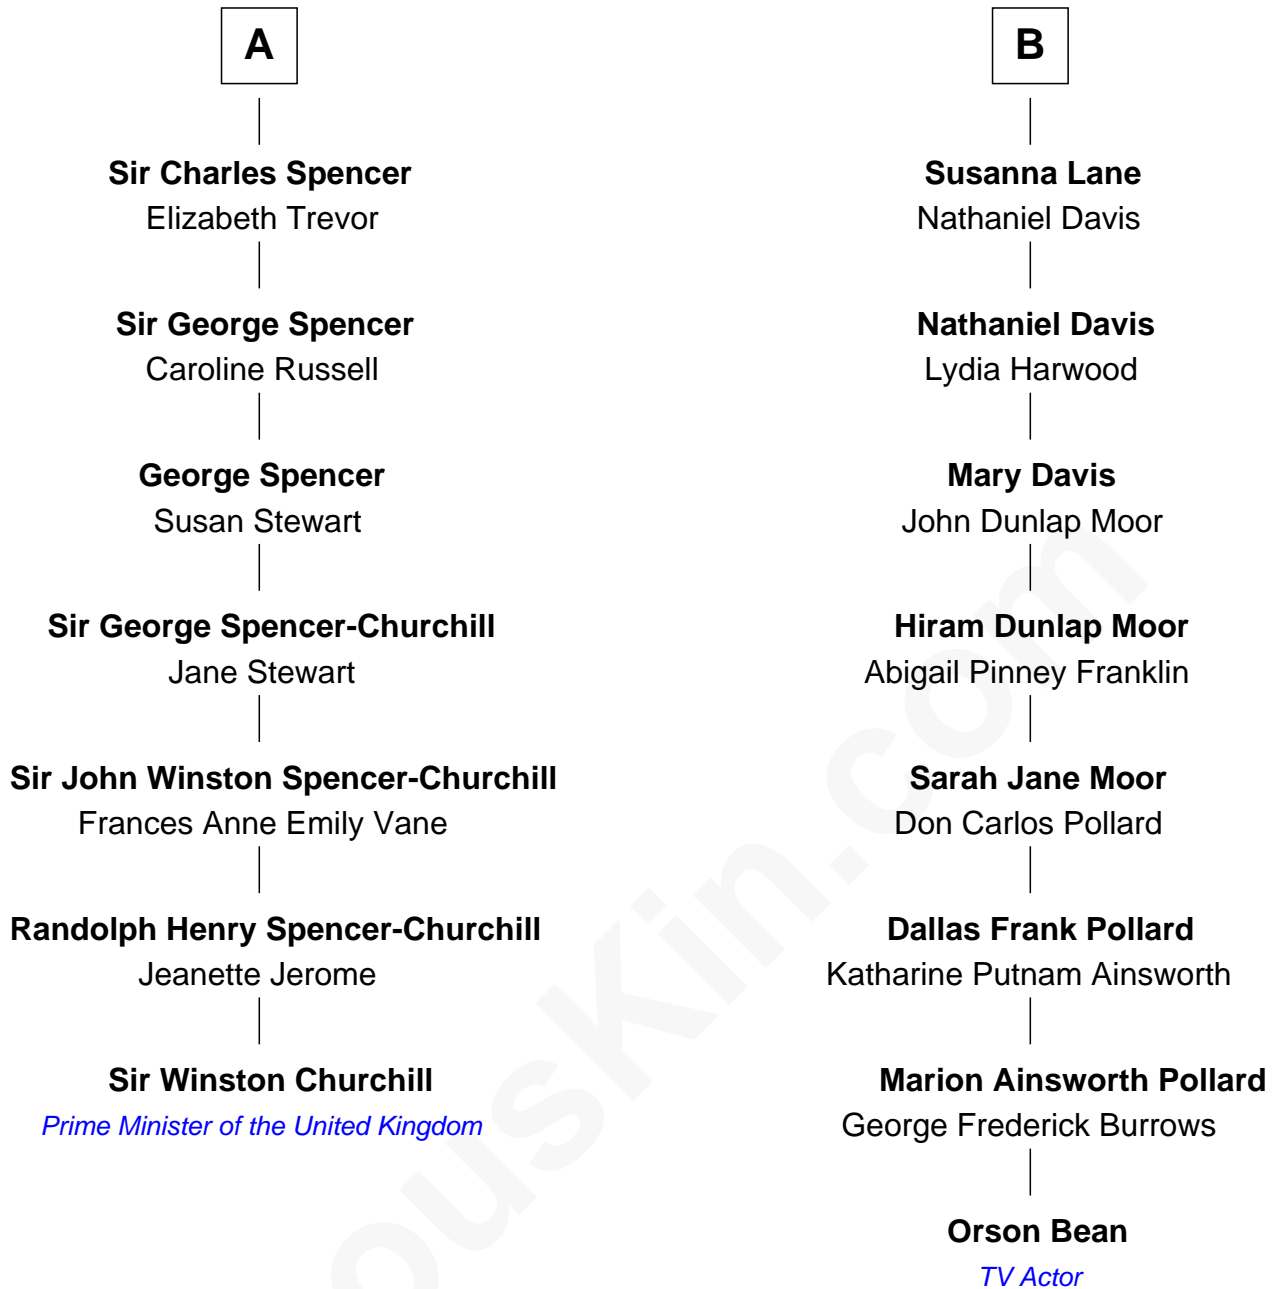 A
Sir Charles Spencer
Elizabeth Trevor
Sir George Spencer
Caroline Russell
George Spencer
Susan Stewart
Sir George Spencer-Churchill
Jane Stewart
Sir John Winston Spencer-Churchill
Frances Anne Emily Vane
Randolph Henry Spencer-Churchill
Jeanette Jerome
Sir Winston Churchill
Prime Minister of the United Kingdom
B
Susanna Lane
Nathaniel Davis
Nathaniel Davis
Lydia Harwood
Mary Davis
John Dunlap Moor
Hiram Dunlap Moor
Abigail Pinney Franklin
Sarah Jane Moor
Don Carlos Pollard
Dallas Frank Pollard
Katharine Putnam Ainsworth
Marion Ainsworth Pollard
George Frederick Burrows
Orson Bean
TV Actor
ousKin.com